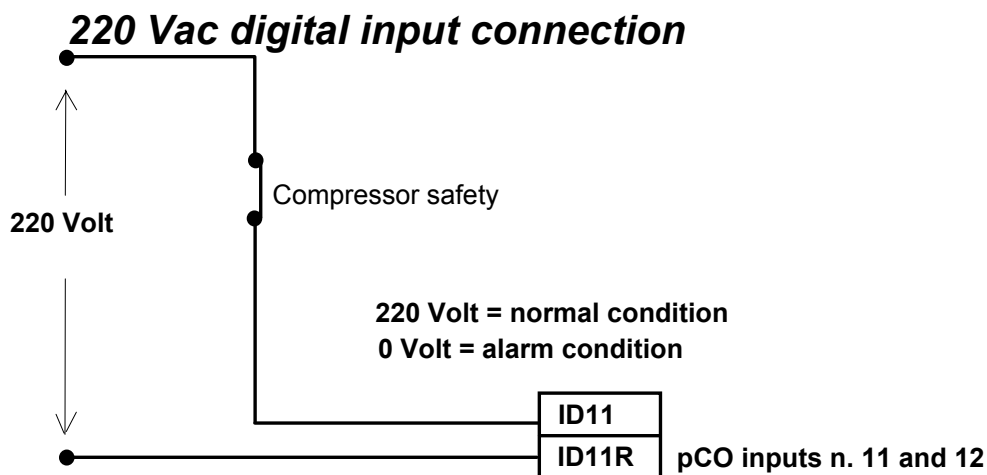 220 Vac digital input connection
Compressor safety
220 Volt
220 Volt = normal condition
0 Volt = alarm condition
ID11
ID11R
pCO inputs n. 11 and 12